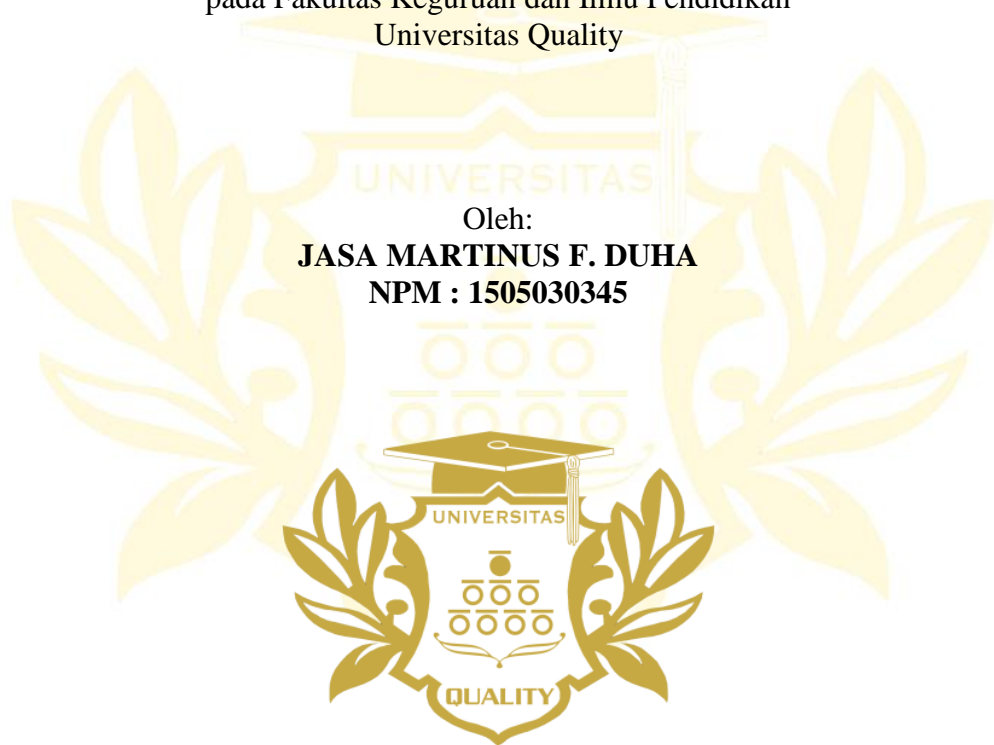 pada Fakultas Keguruan dan Ilmu Pendidikan
Universitas Quality
UNIVERSITAS
Oleh:
JASA MARTINUS F. DUHA
NPM : 1505030345
UNIVERSITAS
QUALITY